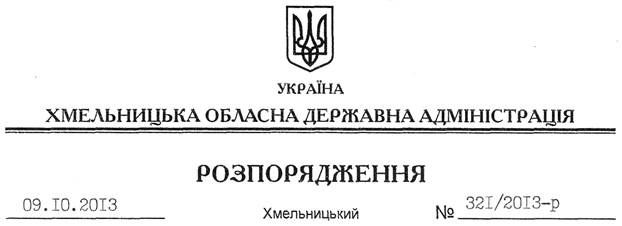 УКРАЇНА
ХМЕЛЬНИЦЬКА ОБЛАСНА ДЕРЖАВНА АДМІНІСТРАЦІЯ
РОЗПОРЯДЖЕННЯ
09.10.2013 Хмельницький № 321/2013-р